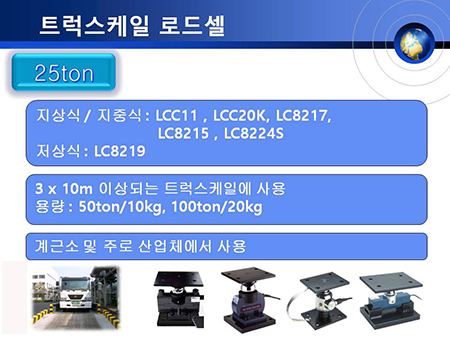 트럭스케일 로드셀
25ton
지상식 / 지중식 : LCC11 , LCC20K, LC8217,
LC8215 , LC8224S
저상식 : LC8219
3 x 10m 이상되는 트럭스케일에 사용
용량 : 50ton/10kg, 100ton/20kg
계근소 및 주로 산업체에서 사용